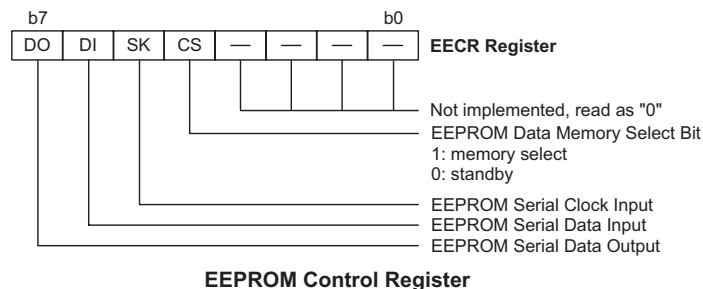 b7 b0
DO DI SK CS — — — — EECR Register
Not implemented, read as "0"
EEPROM Data Memory Select Bit
1: memory select
0: standby
EEPROM Serial Clock Input
EEPROM Serial Data Input
EEPROM Serial Data Output
EEPROM Control Register